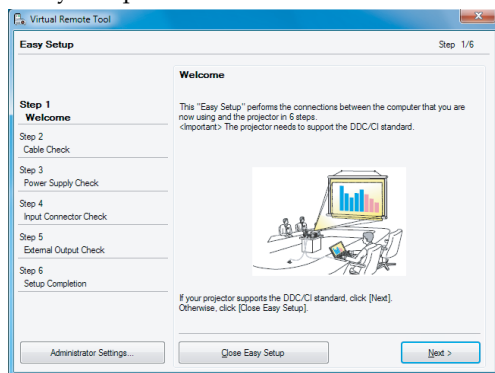 Virtual Remote Tool
Easy Setup
Step 1/6
Step 1
Welcome
Step 2
Cable Check
Step 3
Power Supply Check
Step 4
Input Connector Check
Step 5
External Output Check
Step 6
Setup Completion
Welcome
This "Easy Setup" performs the connections between the computer that you are
now using and the projector in 6 steps.
<Important> The projector needs to support the DDC/CI standard.
If your projector supports the DDC/CI standard, click [Next].
Otherwise, click [Close Easy Setup].
Administrator Settings...
Close Easy Setup
Next >